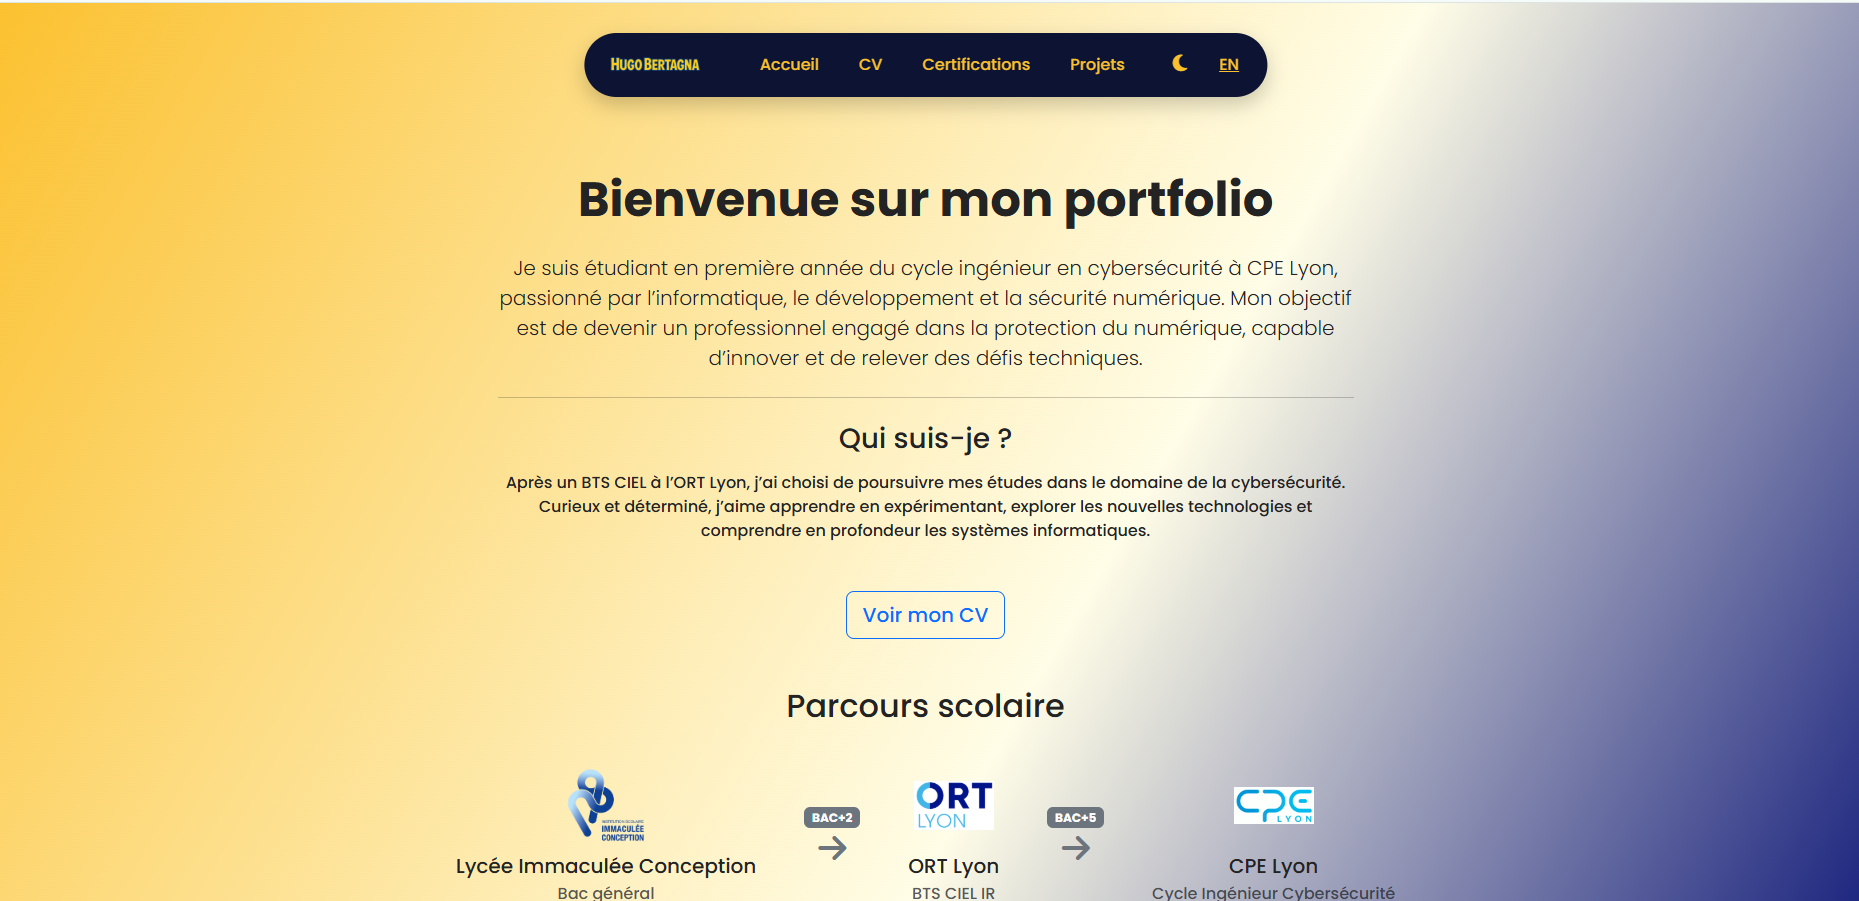 HUGO BERTAGNA Accueil CV Certifications Projets EN
Bienvenue sur mon portfolio
Je suis étudiant en première année du cycle ingénieur en cybersécurité à CPE Lyon,
passionné par l’informatique, le développement et la sécurité numérique. Mon objectif
est de devenir un professionnel engagé dans la protection du numérique, capable
d’innover et de relever des défis techniques.
Qui suis-je ?
Après un BTS CIEL à l’ORT Lyon, j’ai choisi de poursuivre mes études dans le domaine de la cybersécurité.
Curieux et déterminé, j’aime apprendre en expérimentant, explorer les nouvelles technologies et
comprendre en profondeur les systèmes informatiques.
Voir mon CV
Parcours scolaire
INSTITUTION SCOLAIRE
IMMACULÉE
CONCEPTION
BAC+2
ORT
LYON
BAC+5
CPE
LYON
Lycée Immaculée Conception ORT Lyon CPE Lyon
Bac général BTS CIEL IR Cycle Ingénieur Cybersécurité